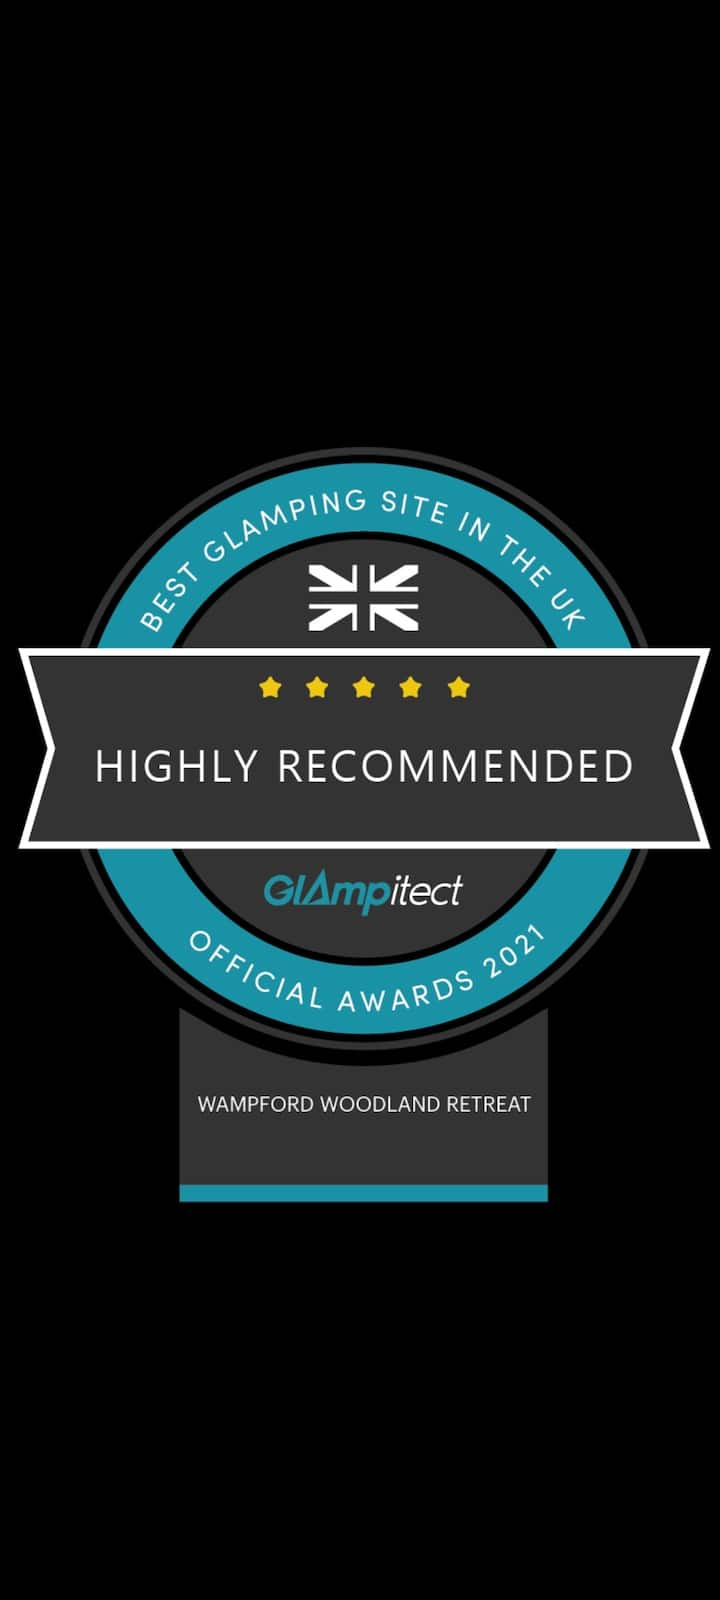 BEST GLAMPING SITE IN THE UK
HIGHLY RECOMMENDED
GlAmpitect
OFFICIAL AWARDS 2021
WAMPFORD WOODLAND RETREAT